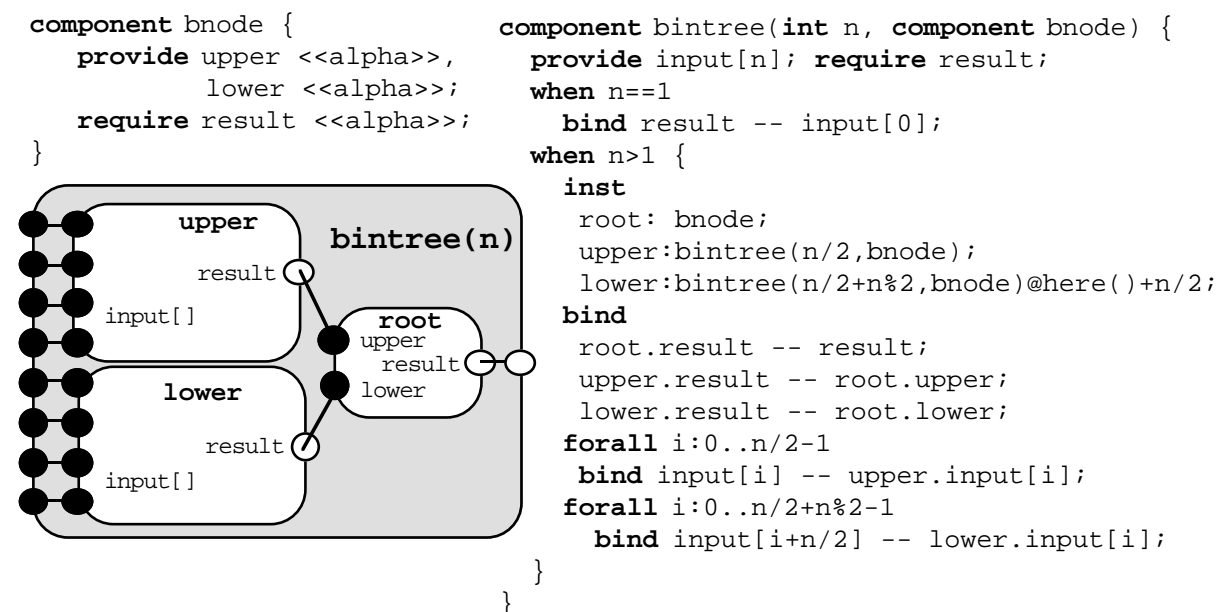 component bnode {
provide upper <<alpha>>,
lower <<alpha>>;
require result <<alpha>>;
}
upper
bintree(n)
result
input[]
root
upper
result
lower
lower
result
input[]
component bintree(int n, component bnode) {
provide input[n]; require result;
when n==1
bind result -- input[0];
when n>1 {
inst
root: bnode;
upper:bintree(n/2,bnode);
lower:bintree(n/2+n%2,bnode)@here()+n/2;
bind
root.result -- result;
upper.result -- root.upper;
lower.result -- root.lower;
forall i:0..n/2-1
bind input[i] -- upper.input[i];
forall i:0..n/2+n%2-1
bind input[i+n/2] -- lower.input[i];
}
}